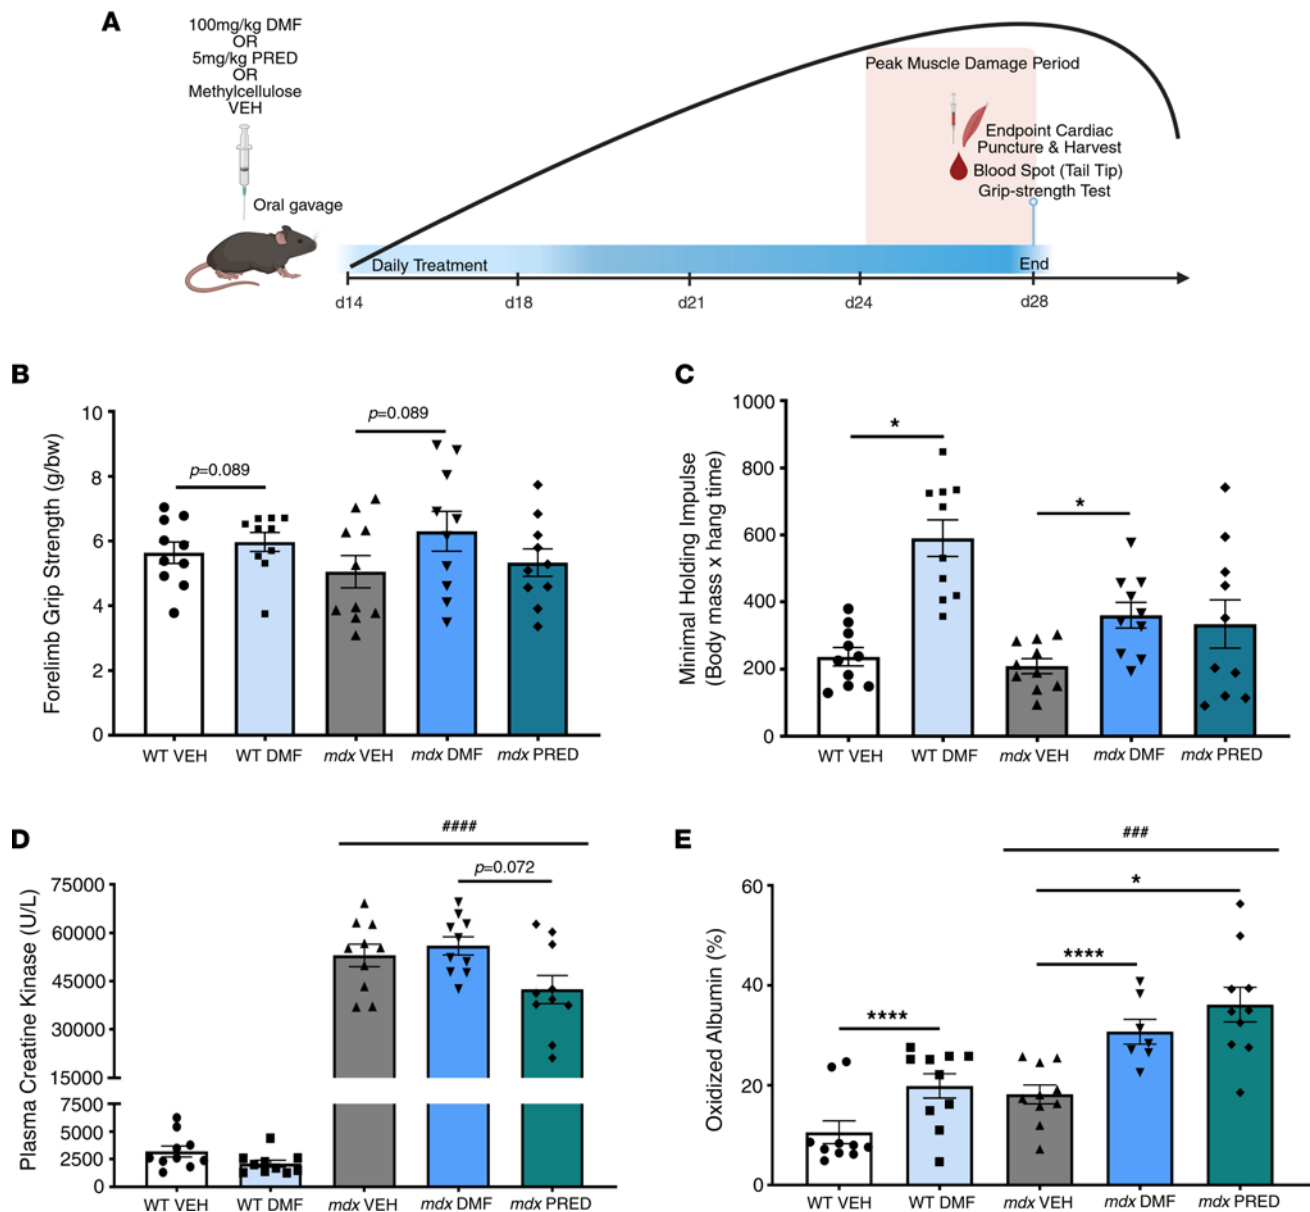 A
100mg/kg DMF
OR
5mg/kg PRED
OR
Methylcellulose
VEH
Oral gavage
Peak Muscle Damage Period
Endpoint Cardiac
Puncture & Harvest
Blood Spot (Tail Tip)
Grip-strength Test
Daily Treatment
End
d14
d18
d21
d24
d28
B
Forelimb Grip Strength (g/bw)
10
8
6
4
2
0
p=0.089
p=0.089
WT VEH
WT DMF
mdx VEH
mdx DMF
mdx PRED
C
Minimal Holding Impulse
(Body mass x hang time)
1000
800
600
400
200
0
*
*
WT VEH
WT DMF
mdx VEH
mdx DMF
mdx PRED
D
Plasma Creatine Kinase (U/L)
75000
60000
45000
30000
15000
7500
5000
2500
0
####
p=0.072
WT VEH
WT DMF
mdx VEH
mdx DMF
mdx PRED
E
Oxidized Albumin (%)
60
40
20
0
###
*
****
****
WT VEH
WT DMF
mdx VEH
mdx DMF
mdx PRED